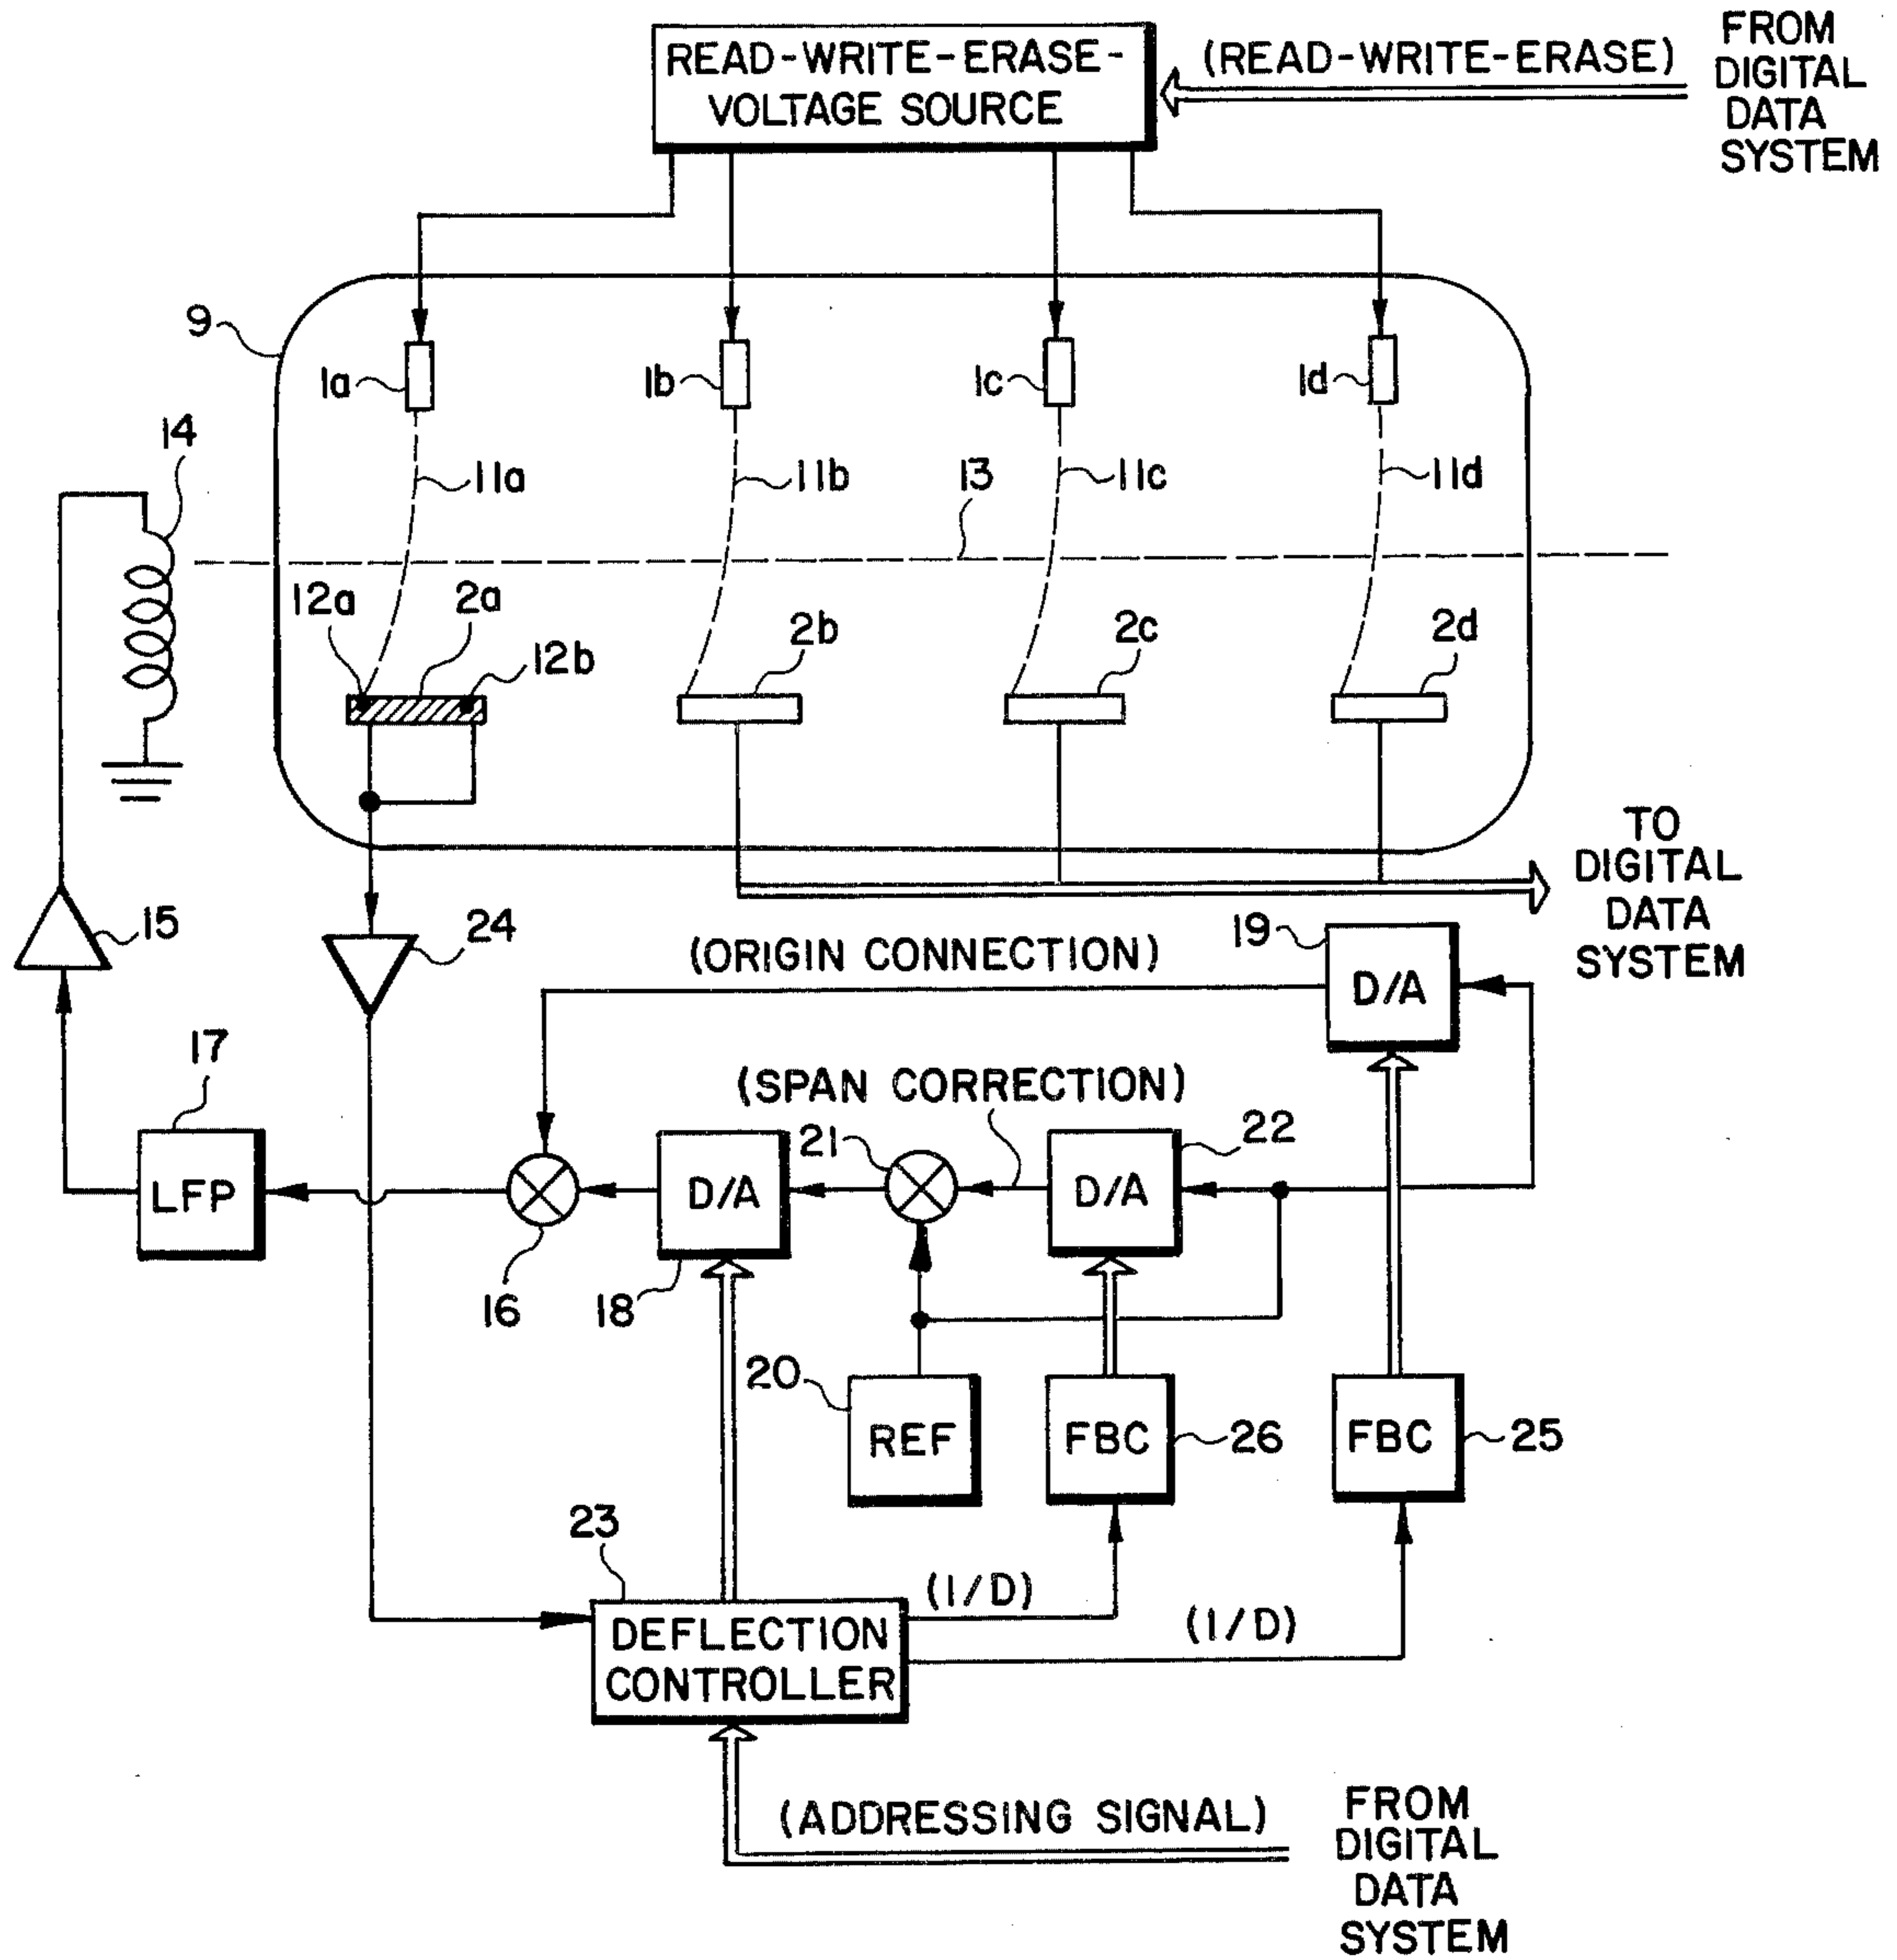 READ-WRITE-ERASE-
VOLTAGE SOURCE
(READ-WRITE-ERASE)
FROM
DIGITAL
DATA
SYSTEM
9
1a
1b
1c
1d
14
11a
11b
13
11c
11d
12a
2a
12b
2b
2c
2d
TO
DIGITAL
DATA
SYSTEM
15
24
(ORIGIN CONNECTION)
19
D/A
17
LFP
(SPAN CORRECTION)
21
22
D/A
D/A
16
18
20
REF
FBC
26
FBC
25
23
DEFLECTION
CONTROLLER
(I/D)
(I/D)
(ADDRESSING SIGNAL)
FROM
DIGITAL
DATA
SYSTEM